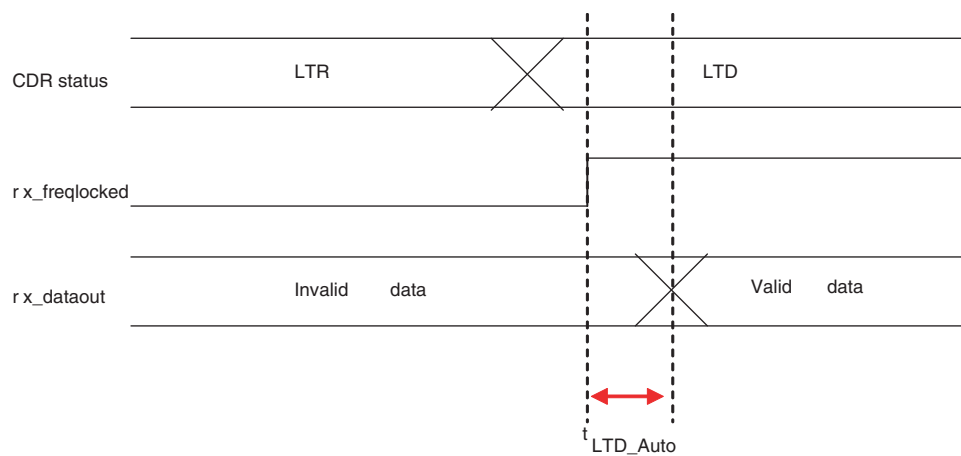 CDR status LTR LTD
r x_freqlocked
r x_dataout Invalid data Valid data
t LTD_Auto